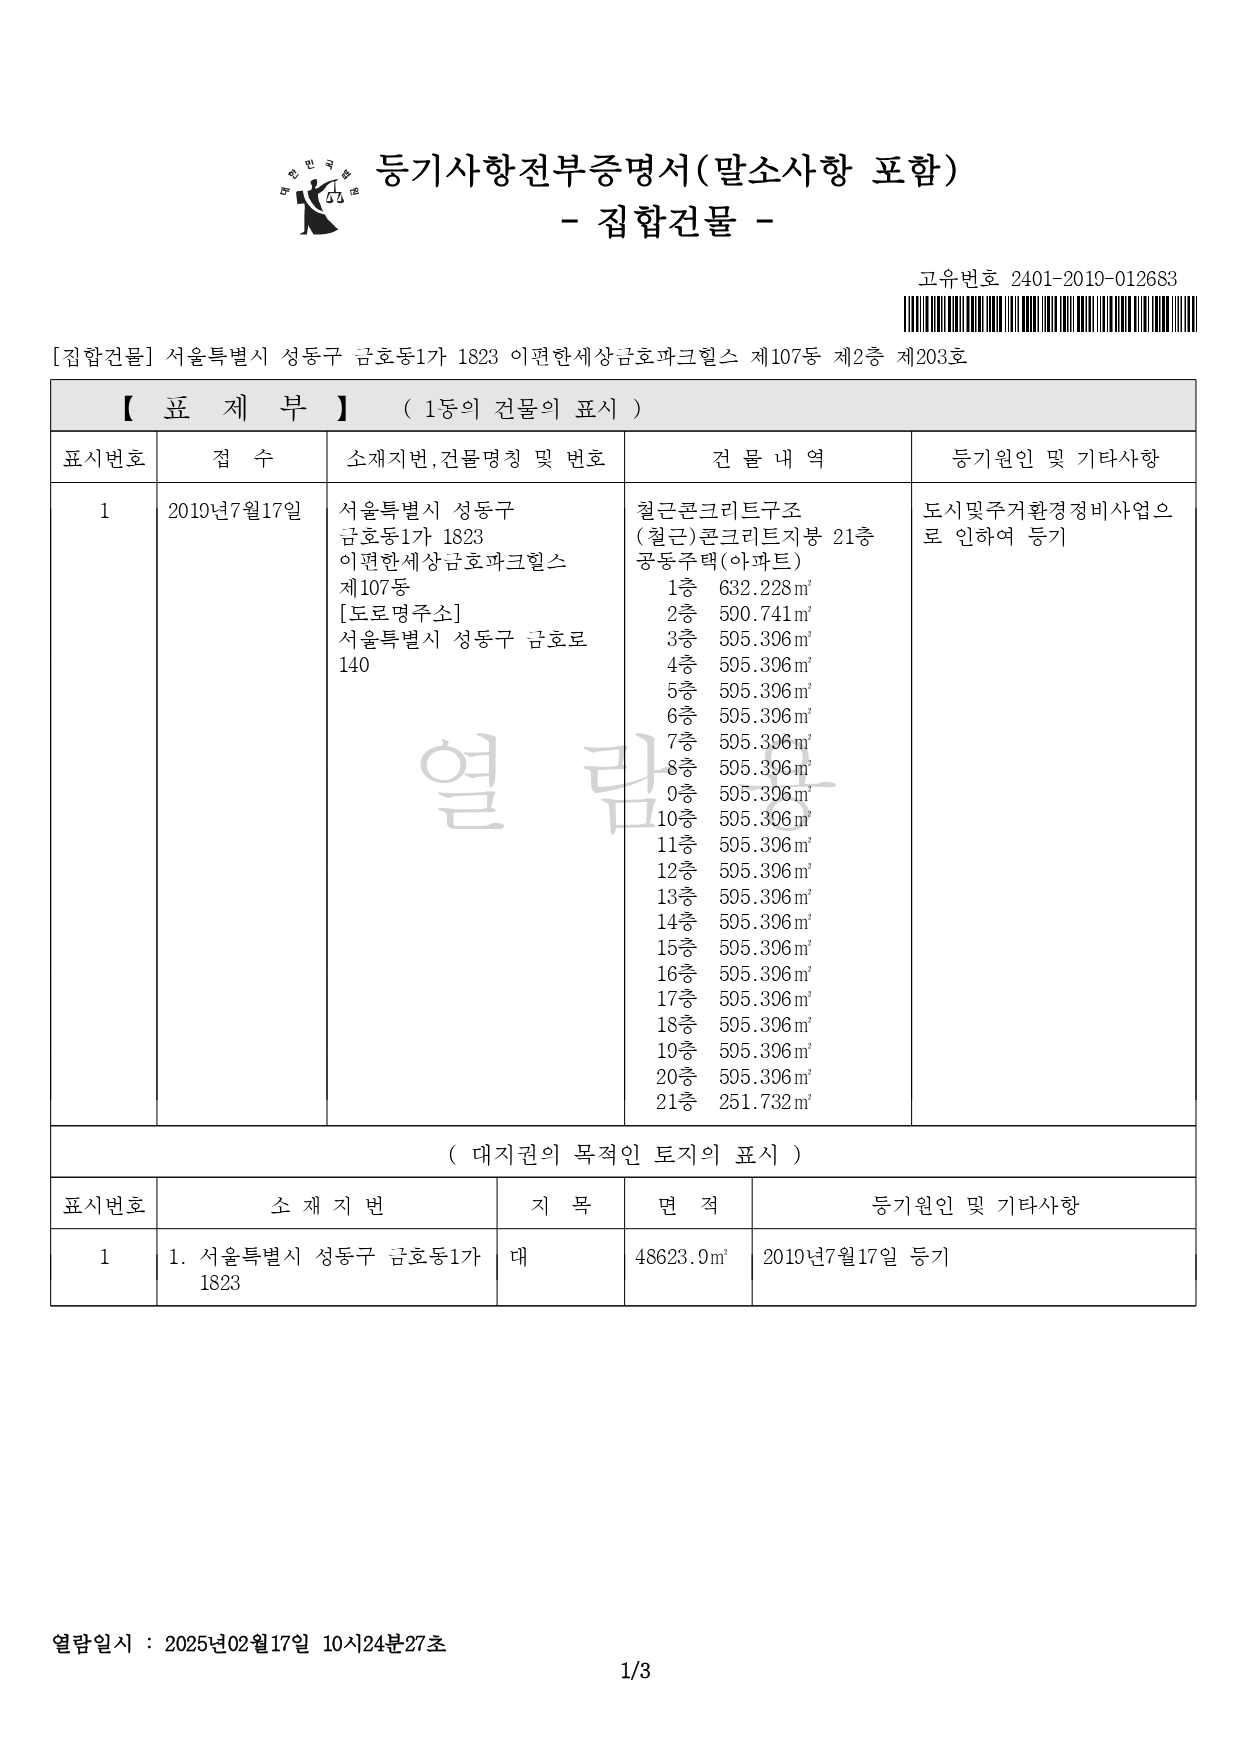 대한민국법원
등기사항전부증명서(말소사항 포함)
- 집합건물 -
고유번호 2401-2019-012683
[집합건물] 서울특별시 성동구 금호동1가 1823 이편한세상금호파크힐스 제107동 제2층 제203호
【 표 제 부 】 ( 1동의 건물의 표시 )
표시번호 접 수 소재지번,건물명칭 및 번호 건 물 내 역 등기원인 및 기타사항
1 2019년7월17일 서울특별시 성동구 철근콘크리트구조 도시및주거환경정비사업으
금호동1가 1823 (철근)콘크리트지붕 21층 로 인하여 등기
이편한세상금호파크힐스 공동주택(아파트)
제107동 1층 632.228㎡
[도로명주소] 2층 590.741㎡
서울특별시 성동구 금호로 3층 595.396㎡
140 4층 595.396㎡
5층 595.396㎡
6층 595.396㎡
7층 595.396㎡
8층 595.396㎡
9층 595.396㎡
10층 595.396㎡
11층 595.396㎡
12층 595.396㎡
13층 595.396㎡
14층 595.396㎡
15층 595.396㎡
16층 595.396㎡
17층 595.396㎡
18층 595.396㎡
19층 595.396㎡
20층 595.396㎡
21층 251.732㎡
열 람 용
( 대지권의 목적인 토지의 표시 )
표시번호 소 재 지 번 지 목 면 적 등기원인 및 기타사항
1 1. 서울특별시 성동구 금호동1가 대 48623.9㎡ 2019년7월17일 등기
1823
열람일시 : 2025년02월17일 10시24분27초
1/3